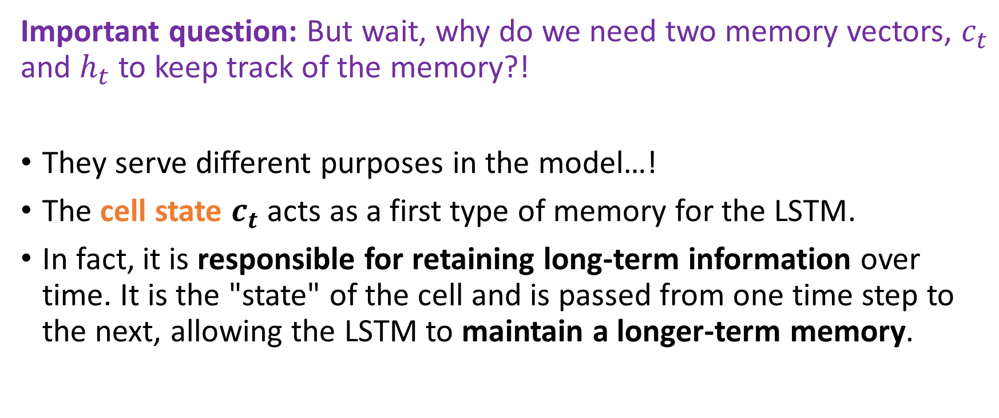 Important question: But wait, why do we need two memory vectors, $c_t$
and $h_t$ to keep track of the memory?!
• They serve different purposes in the model…!
• The cell state $c_t$ acts as a first type of memory for the LSTM.
• In fact, it is responsible for retaining long-term information over
time. It is the "state" of the cell and is passed from one time step to
the next, allowing the LSTM to maintain a longer-term memory.